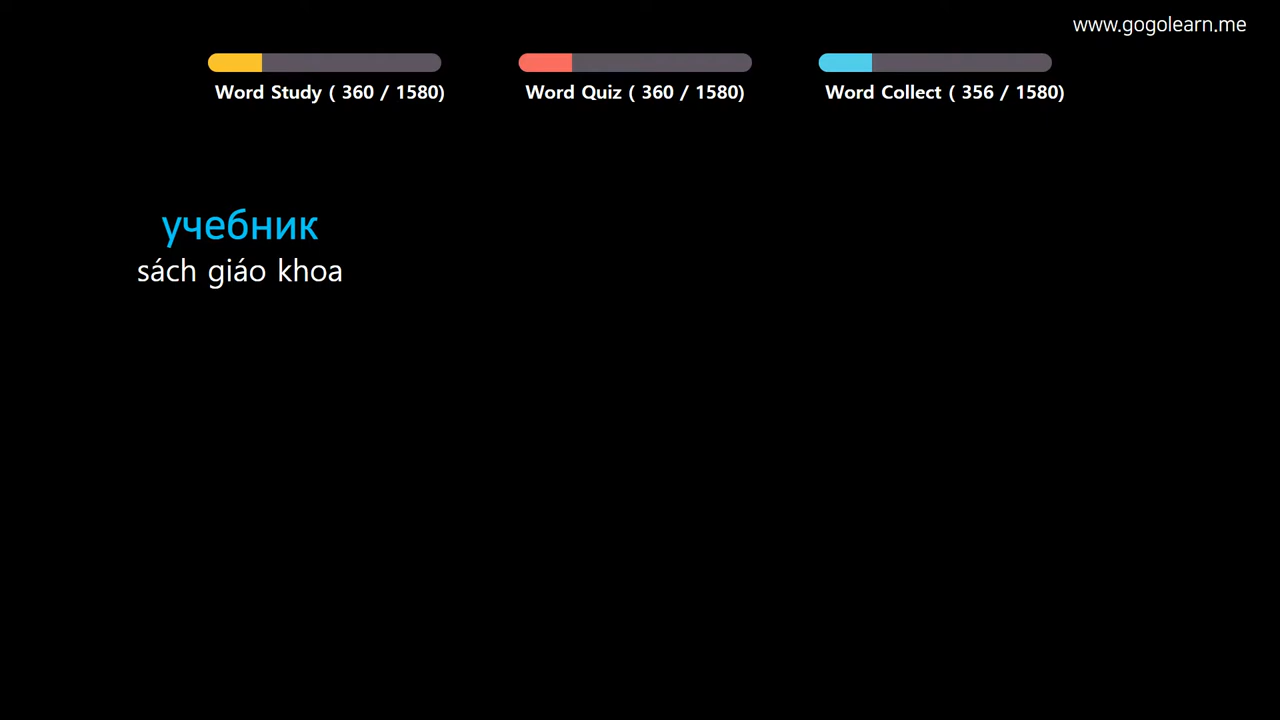 www.gogolearn.me
Word Study ( 360 / 1580)
Word Quiz ( 360 / 1580)
Word Collect ( 356 / 1580)
учебник
sách giáo khoa